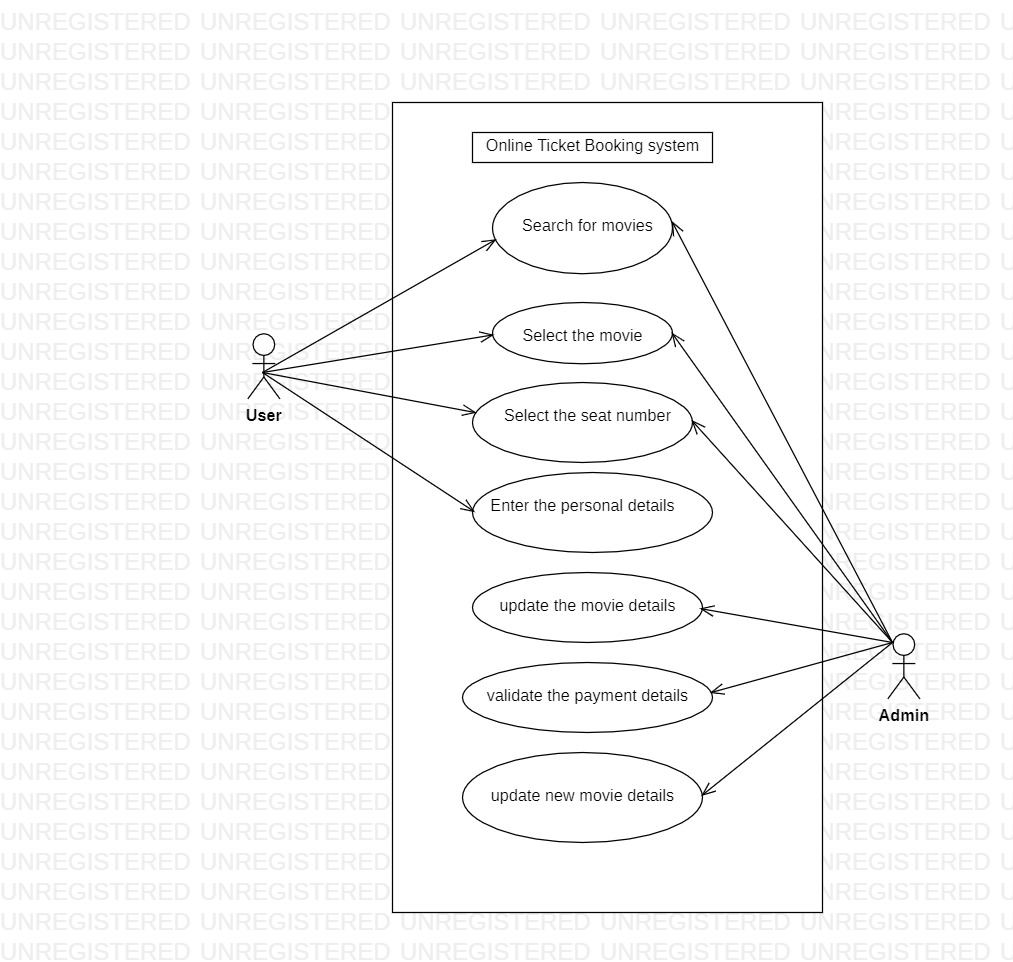 UNREGISTERED UNREGISTERED UNREGISTERED UNREGISTERED UNREGISTERED
Online Ticket Booking system
Search for movies
Select the movie
User
Select the seat number
Enter the personal details
update the movie details
validate the payment details
Admin
update new movie details